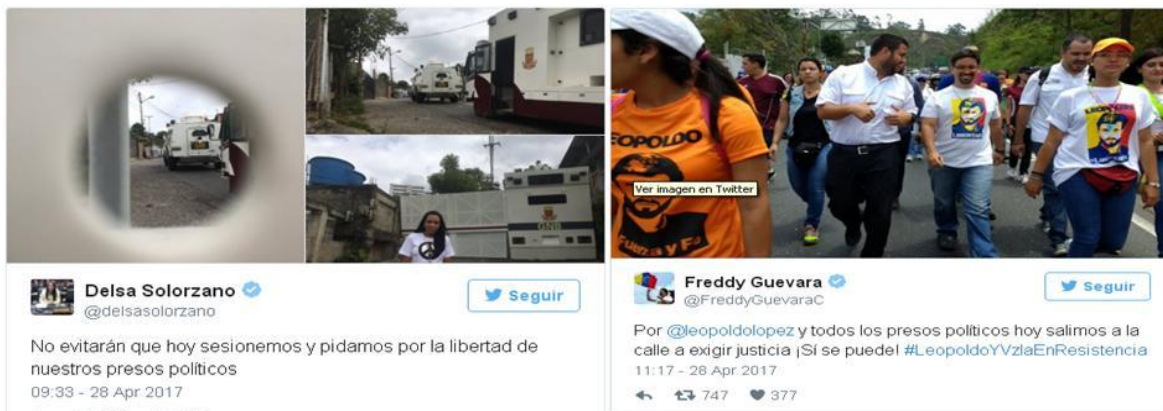 GNB
Delsa Solorzano
@delsasolorzano
Seguir
No evitarán que hoy sesionemos y pidamos por la libertad de
nuestros presos políticos
09:33 - 28 Apr 2017
LEOPOLDO
Ver imagen en Twitter
Fuerza y Fe
Freddy Guevara
@FreddyGuevaraC
Seguir
Por @leopoldolopez y todos los presos políticos hoy salimos a la
calle a exigir justicia ¡Sí se puede! #LeopoldoYVzlaEnResistencia
11:17 - 28 Apr 2017
747
377